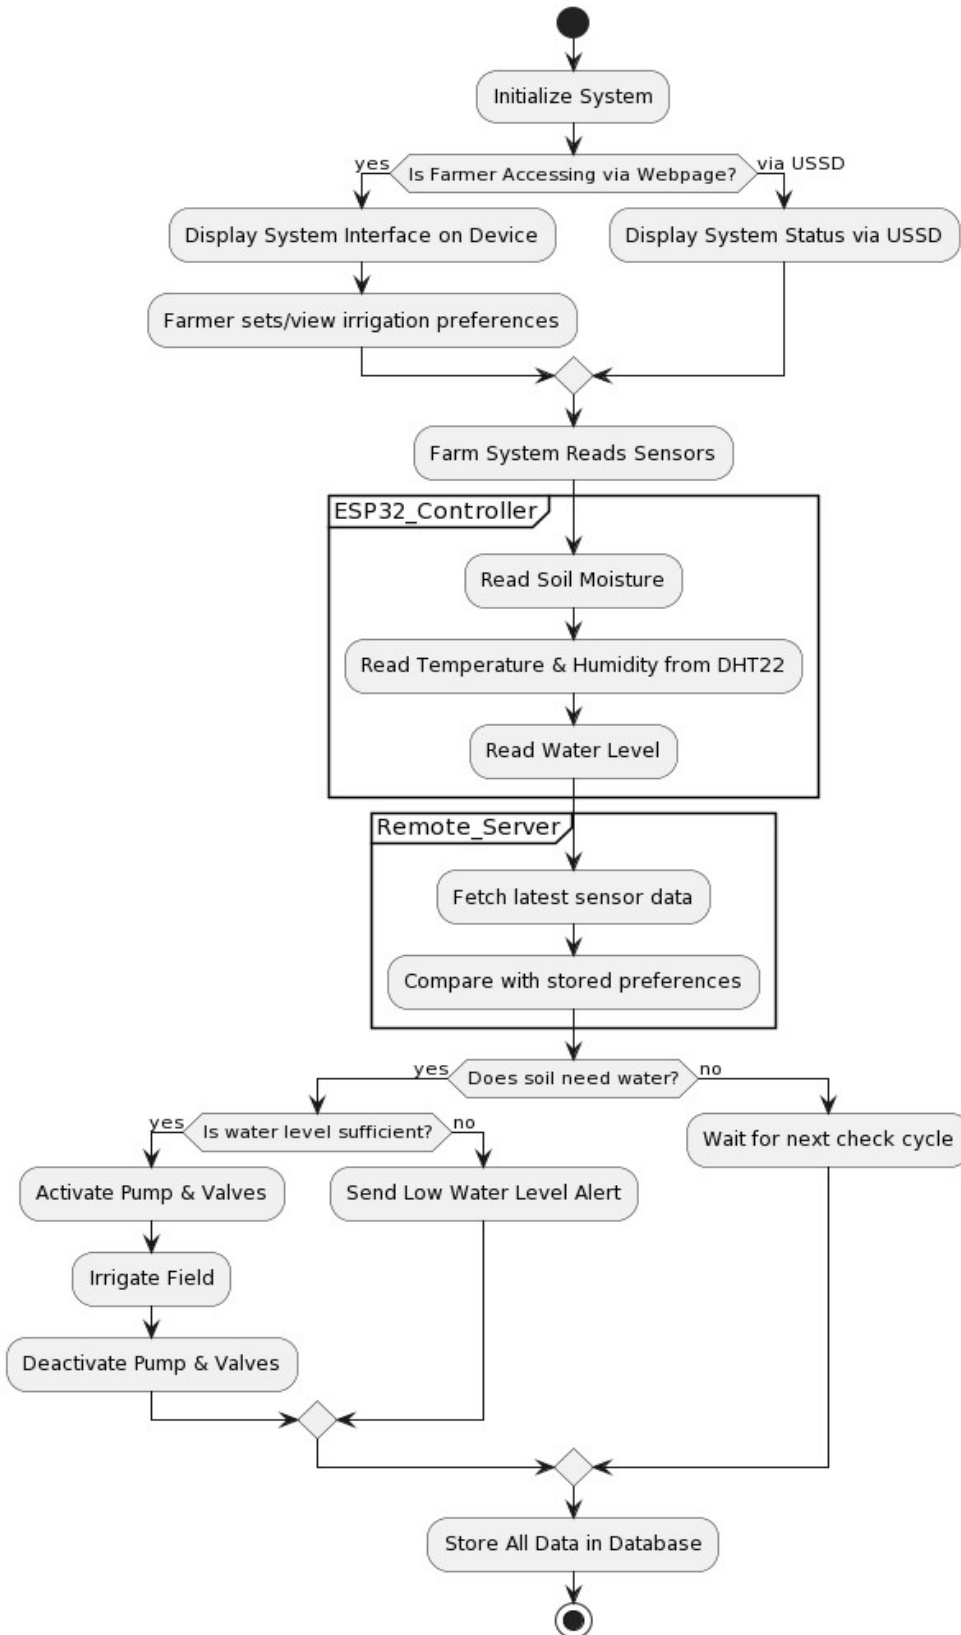 Initialize System
yes
Is Farmer Accessing via Webpage?
via USSD
Display System Interface on Device
Display System Status via USSD
Farmer sets/view irrigation preferences
Farm System Reads Sensors
ESP32_Controller
Read Soil Moisture
Read Temperature & Humidity from DHT22
Read Water Level
Remote_Server
Fetch latest sensor data
Compare with stored preferences
yes
Does soil need water?
no
yes
Is water level sufficient?
no
Wait for next check cycle
Activate Pump & Valves
Send Low Water Level Alert
Irrigate Field
Deactivate Pump & Valves
Store All Data in Database